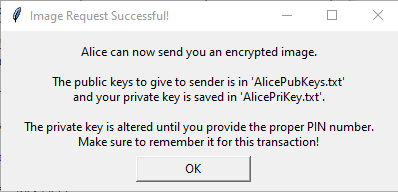 Image Request Successful!
Alice can now send you an encrypted image.
The public keys to give to sender is in 'AlicePubKeys.txt'
and your private key is saved in 'AlicePriKey.txt'.
The private key is altered until you provide the proper PIN number.
Make sure to remember it for this transaction!
OK